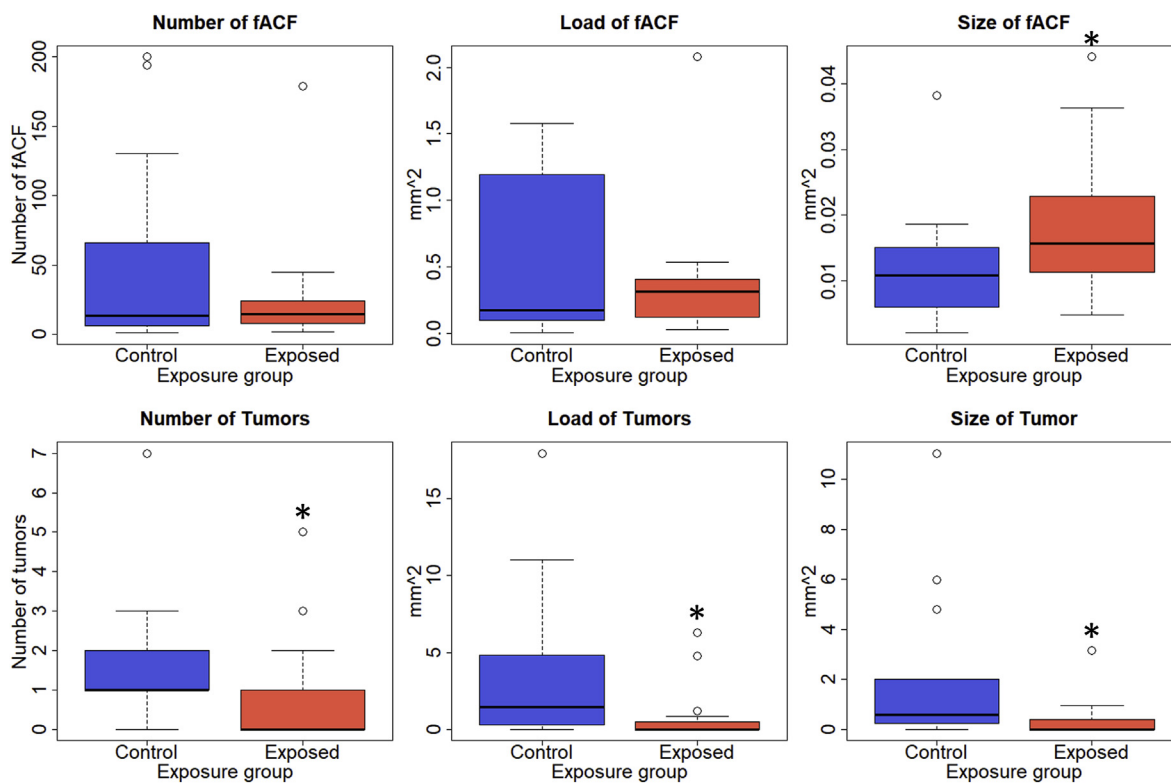 Number of fACF
Load of fACF
Size of fACF
Number of fACF
200
150
100
50
0
Control
Exposed
Exposure group
mm^2
2.0
1.5
1.0
0.5
0.0
Control
Exposed
Exposure group
mm^2
0.04
0.03
0.02
0.01
*
Control
Exposed
Exposure group
Number of Tumors
Load of Tumors
Size of Tumor
Number of tumors
7
6
5
4
3
2
1
0
*
Control
Exposed
Exposure group
mm^2
15
10
5
0
*
Control
Exposed
Exposure group
mm^2
10
8
6
4
2
0
*
Control
Exposed
Exposure group